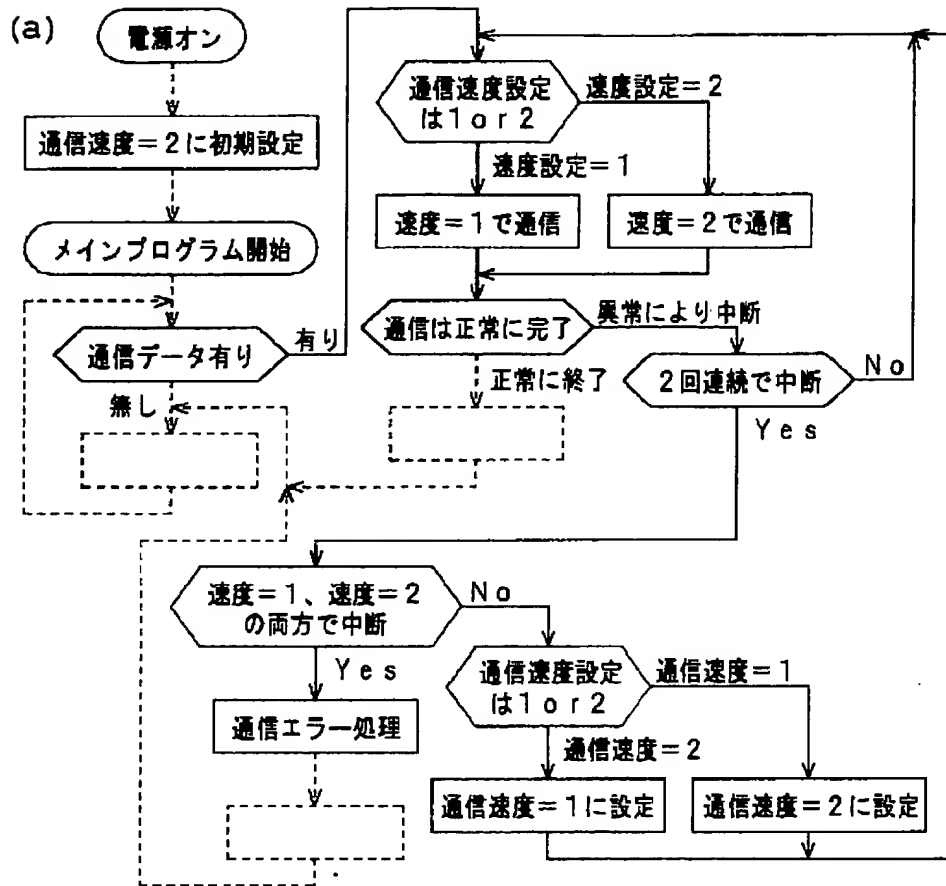 (a)
電源オン
通信速度=2に初期設定
メインプログラム開始
通信データ有り
有り
無し
通信速度設定
は1or2
速度設定=2
速度設定=1
速度=1で通信
速度=2で通信
通信は正常に完了
異常により中断
正常に終了
2回連続で中断
No
Yes
速度=1、速度=2
の両方で中断
No
Yes
通信エラー処理
通信速度設定
は1or2
通信速度=1
通信速度=2
通信速度=1に設定
通信速度=2に設定